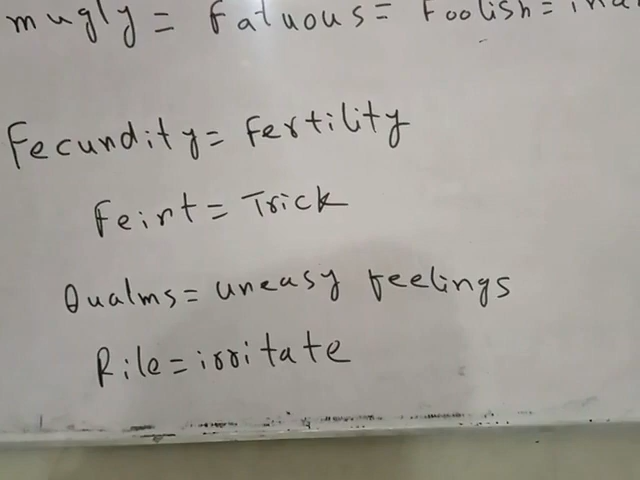 mugly = Fatuous = Foolish =
Fecundity = Fertility
Feint = Trick
Qualms = uneasy feelings
Rile = irritate